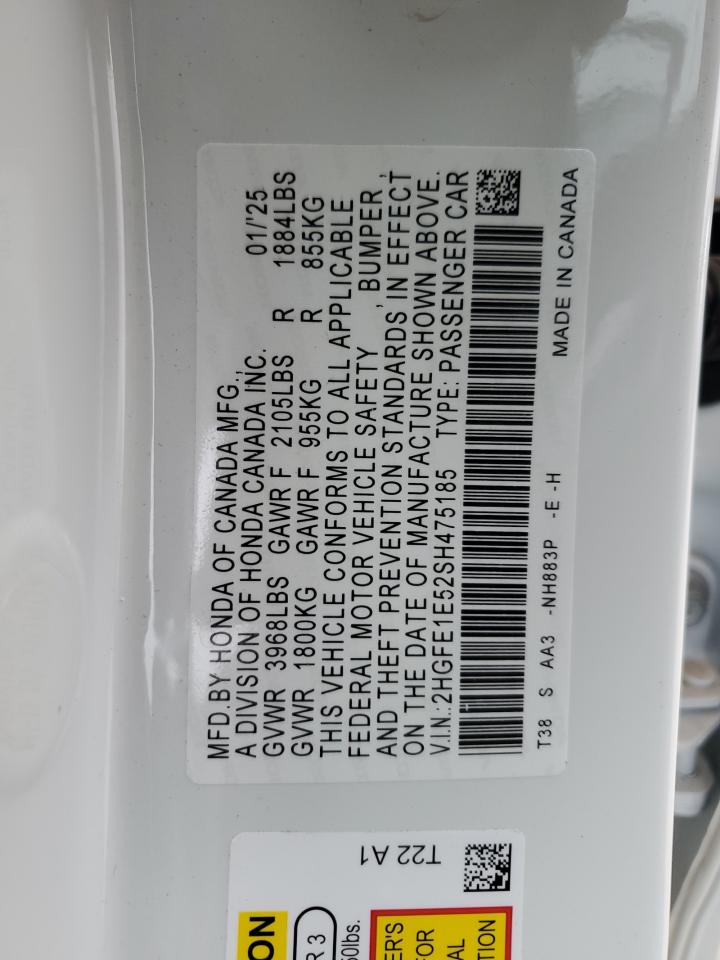 MFD.BY HONDA OF CANADA MFG., 01/'25
A DIVISION OF HONDA CANADA INC.
GVWR 3968LBS GAWR F 2105LBS R 1884LBS
GVWR 1800KG GAWR F 955KG R 855KG
THIS VEHICLE CONFORMS TO ALL APPLICABLE
FEDERAL MOTOR VEHICLE SAFETY , BUMPER ,
AND THEFT PREVENTION STANDARDS IN EFFECT
ON THE DATE OF MANUFACTURE SHOWN ABOVE.
V.I.N.:2HGFE1E52SH475185 TYPE: PASSENGER CAR
T38 S AA3 -NH883P -E -H
MADE IN CANADA
T22 A1
ON
R 3
50lbs.
ER'S
FOR
AL
TION